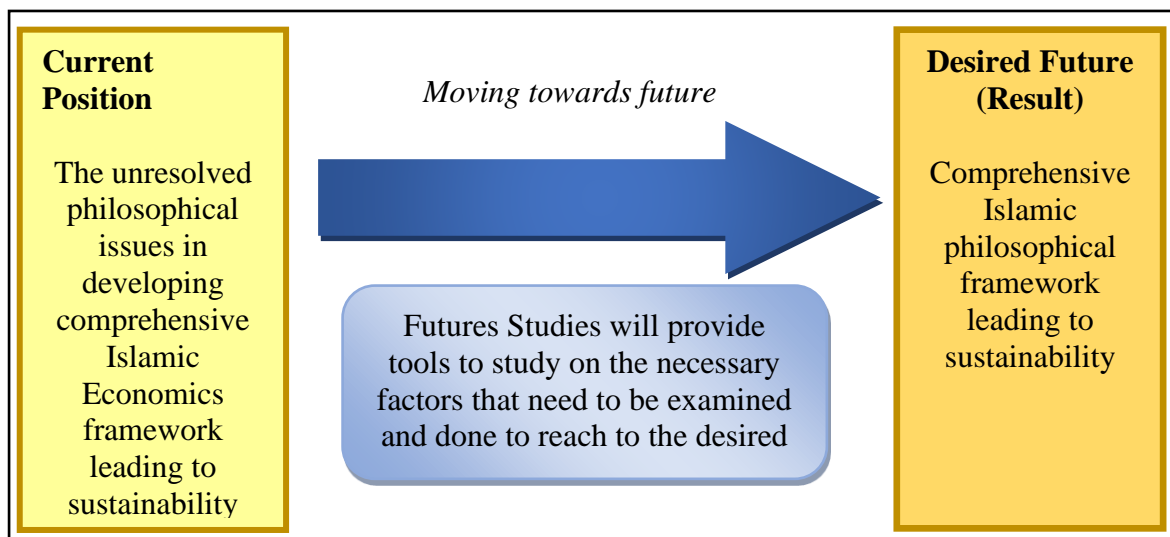 Current
Position
The unresolved
philosophical
issues in
developing
comprehensive
Islamic
Economics
framework
leading to
sustainability
Moving towards future
Futures Studies will provide
tools to study on the necessary
factors that need to be examined
and done to reach to the desired
Desired Future
(Result)
Comprehensive
Islamic
philosophical
framework
leading to
sustainability